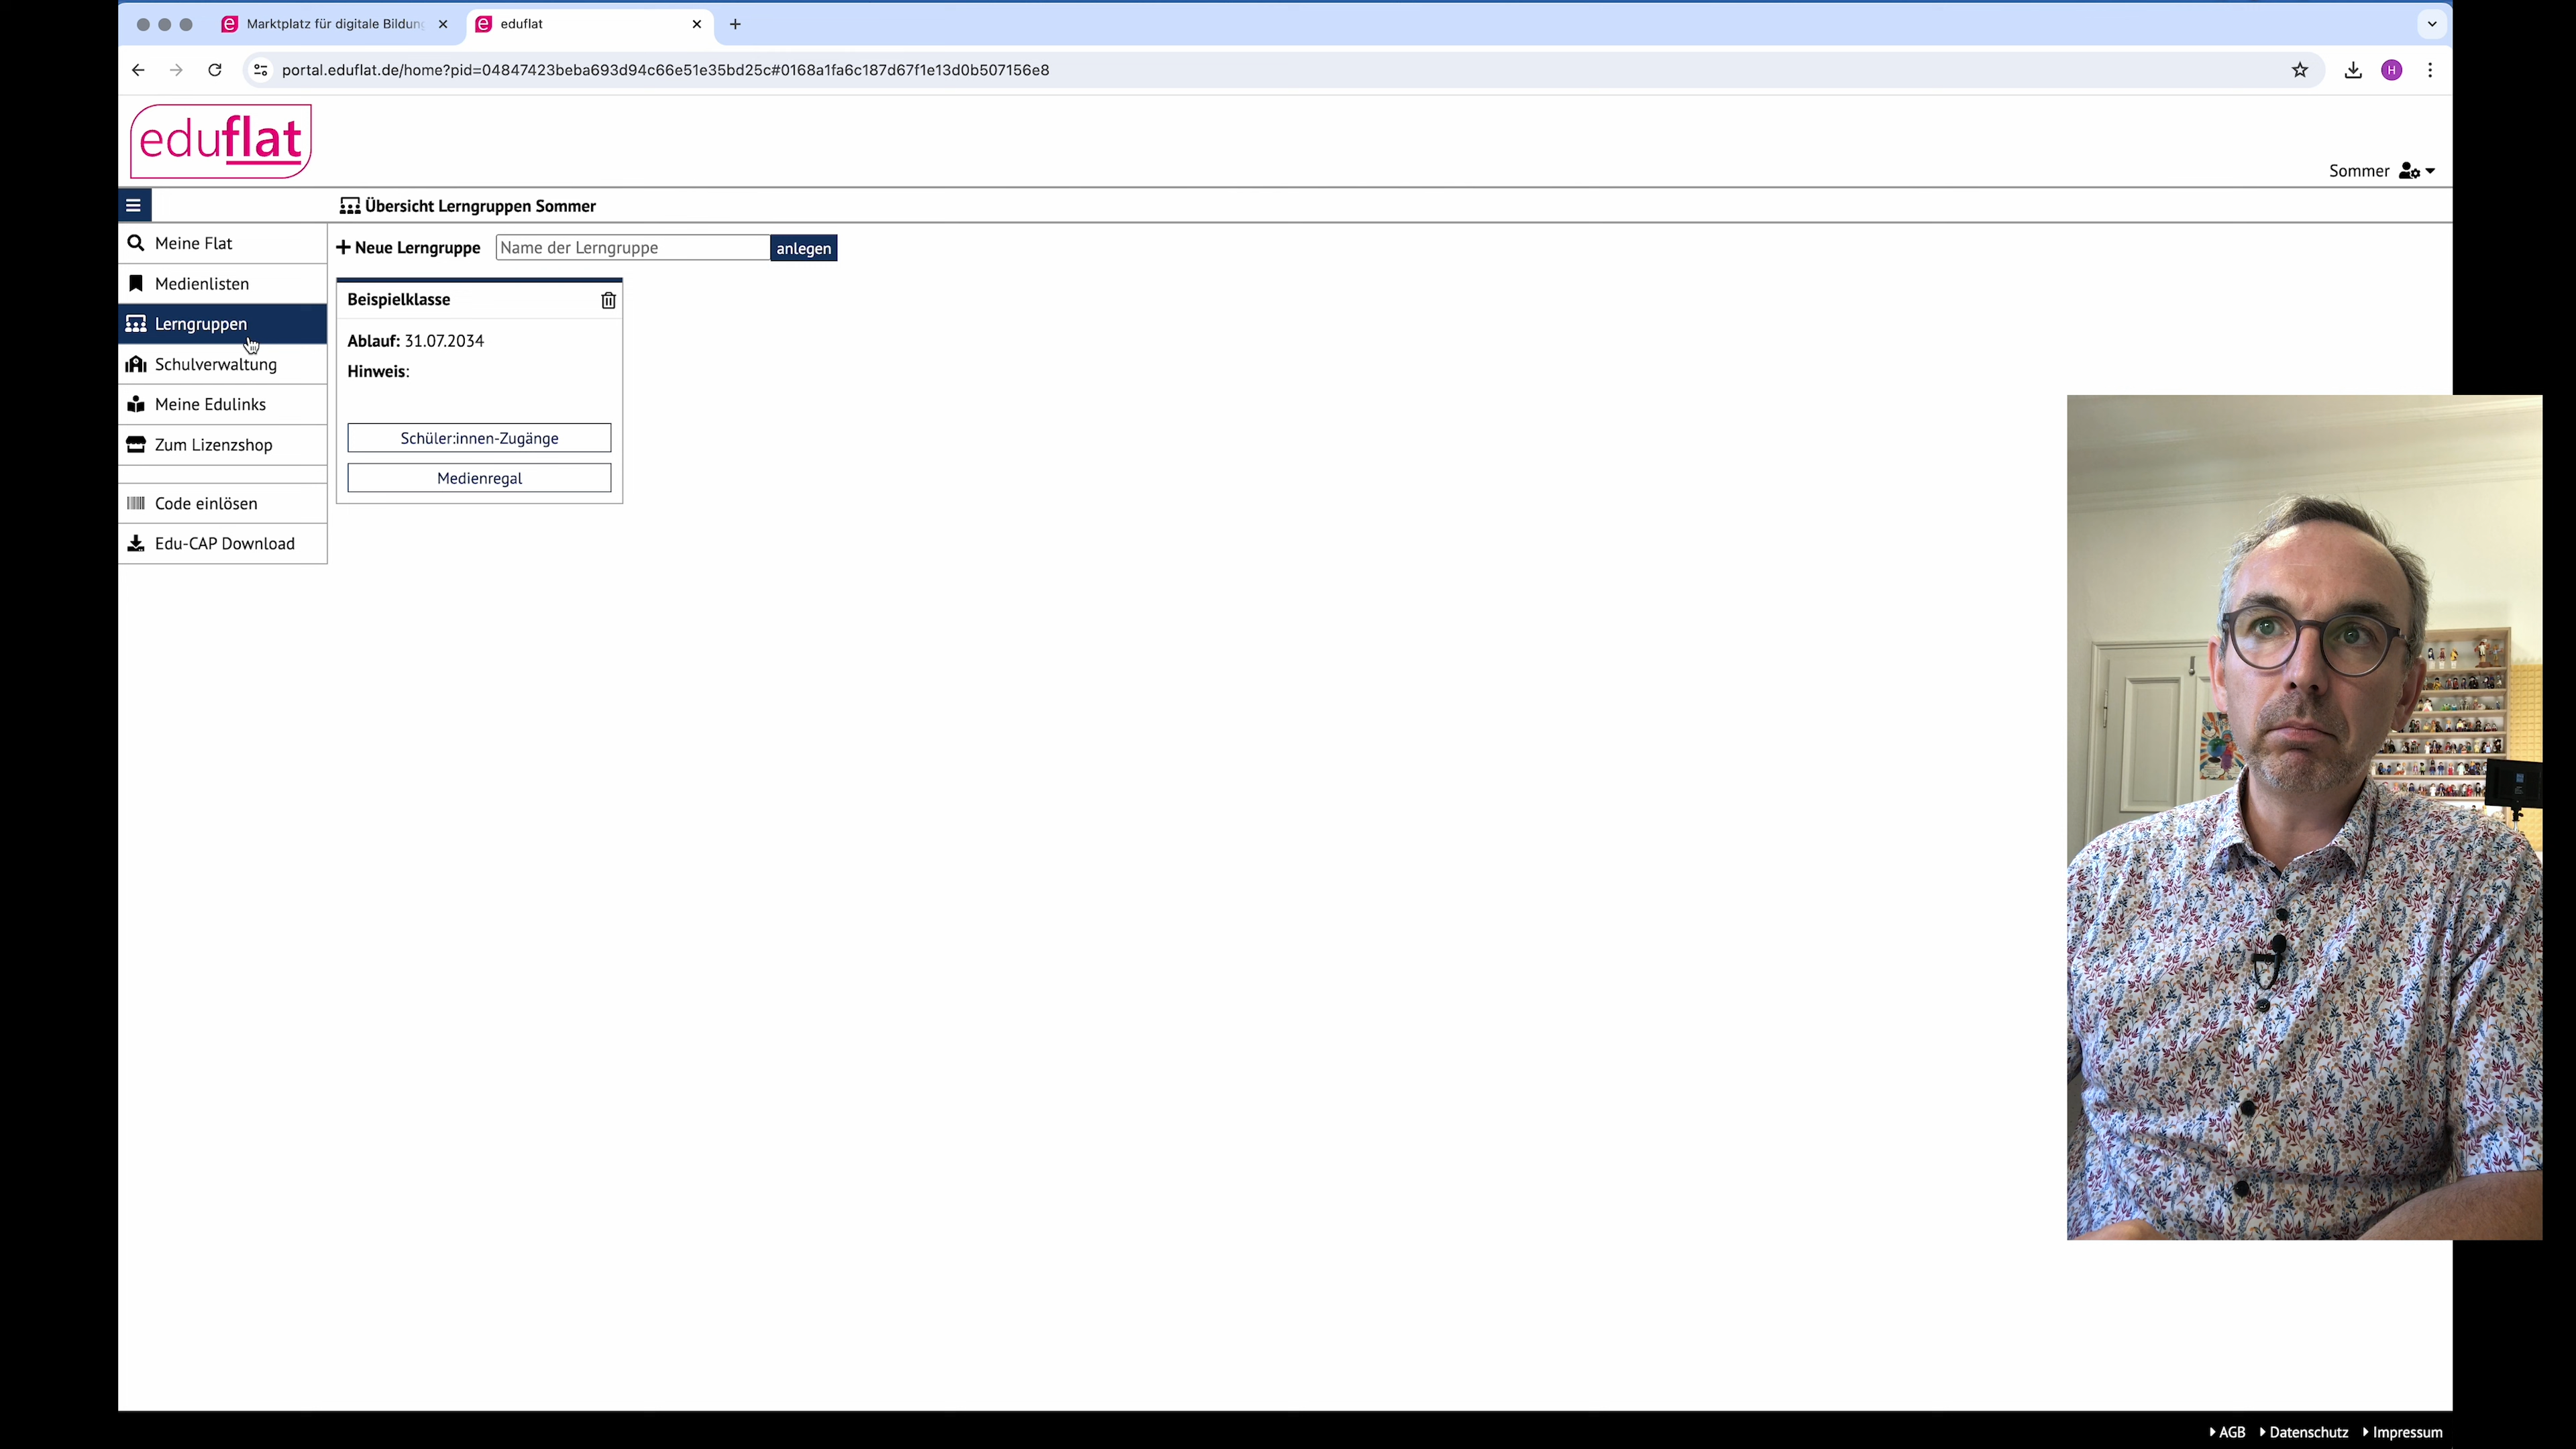 Marktplatz für digitale Bildung
eduflat
portal.eduflat.de/home?pid=04847423beba693d94c66e51e35bd25c#0168a1fa6c187d67f1e13d0b507156e8
H
eduflat
Sommer
Übersicht Lerngruppen Sommer
Meine Flat
Medienlisten
Lerngruppen
Schulverwaltung
Meine Edulinks
Zum Lizenzshop
Code einlösen
Edu-CAP Download
Neue Lerngruppe
Name der Lerngruppe
anlegen
Beispielklasse
Ablauf: 31.07.2034
Hinweis:
Schüler:innen-Zugänge
Medienregal
AGB Datenschutz Impressum